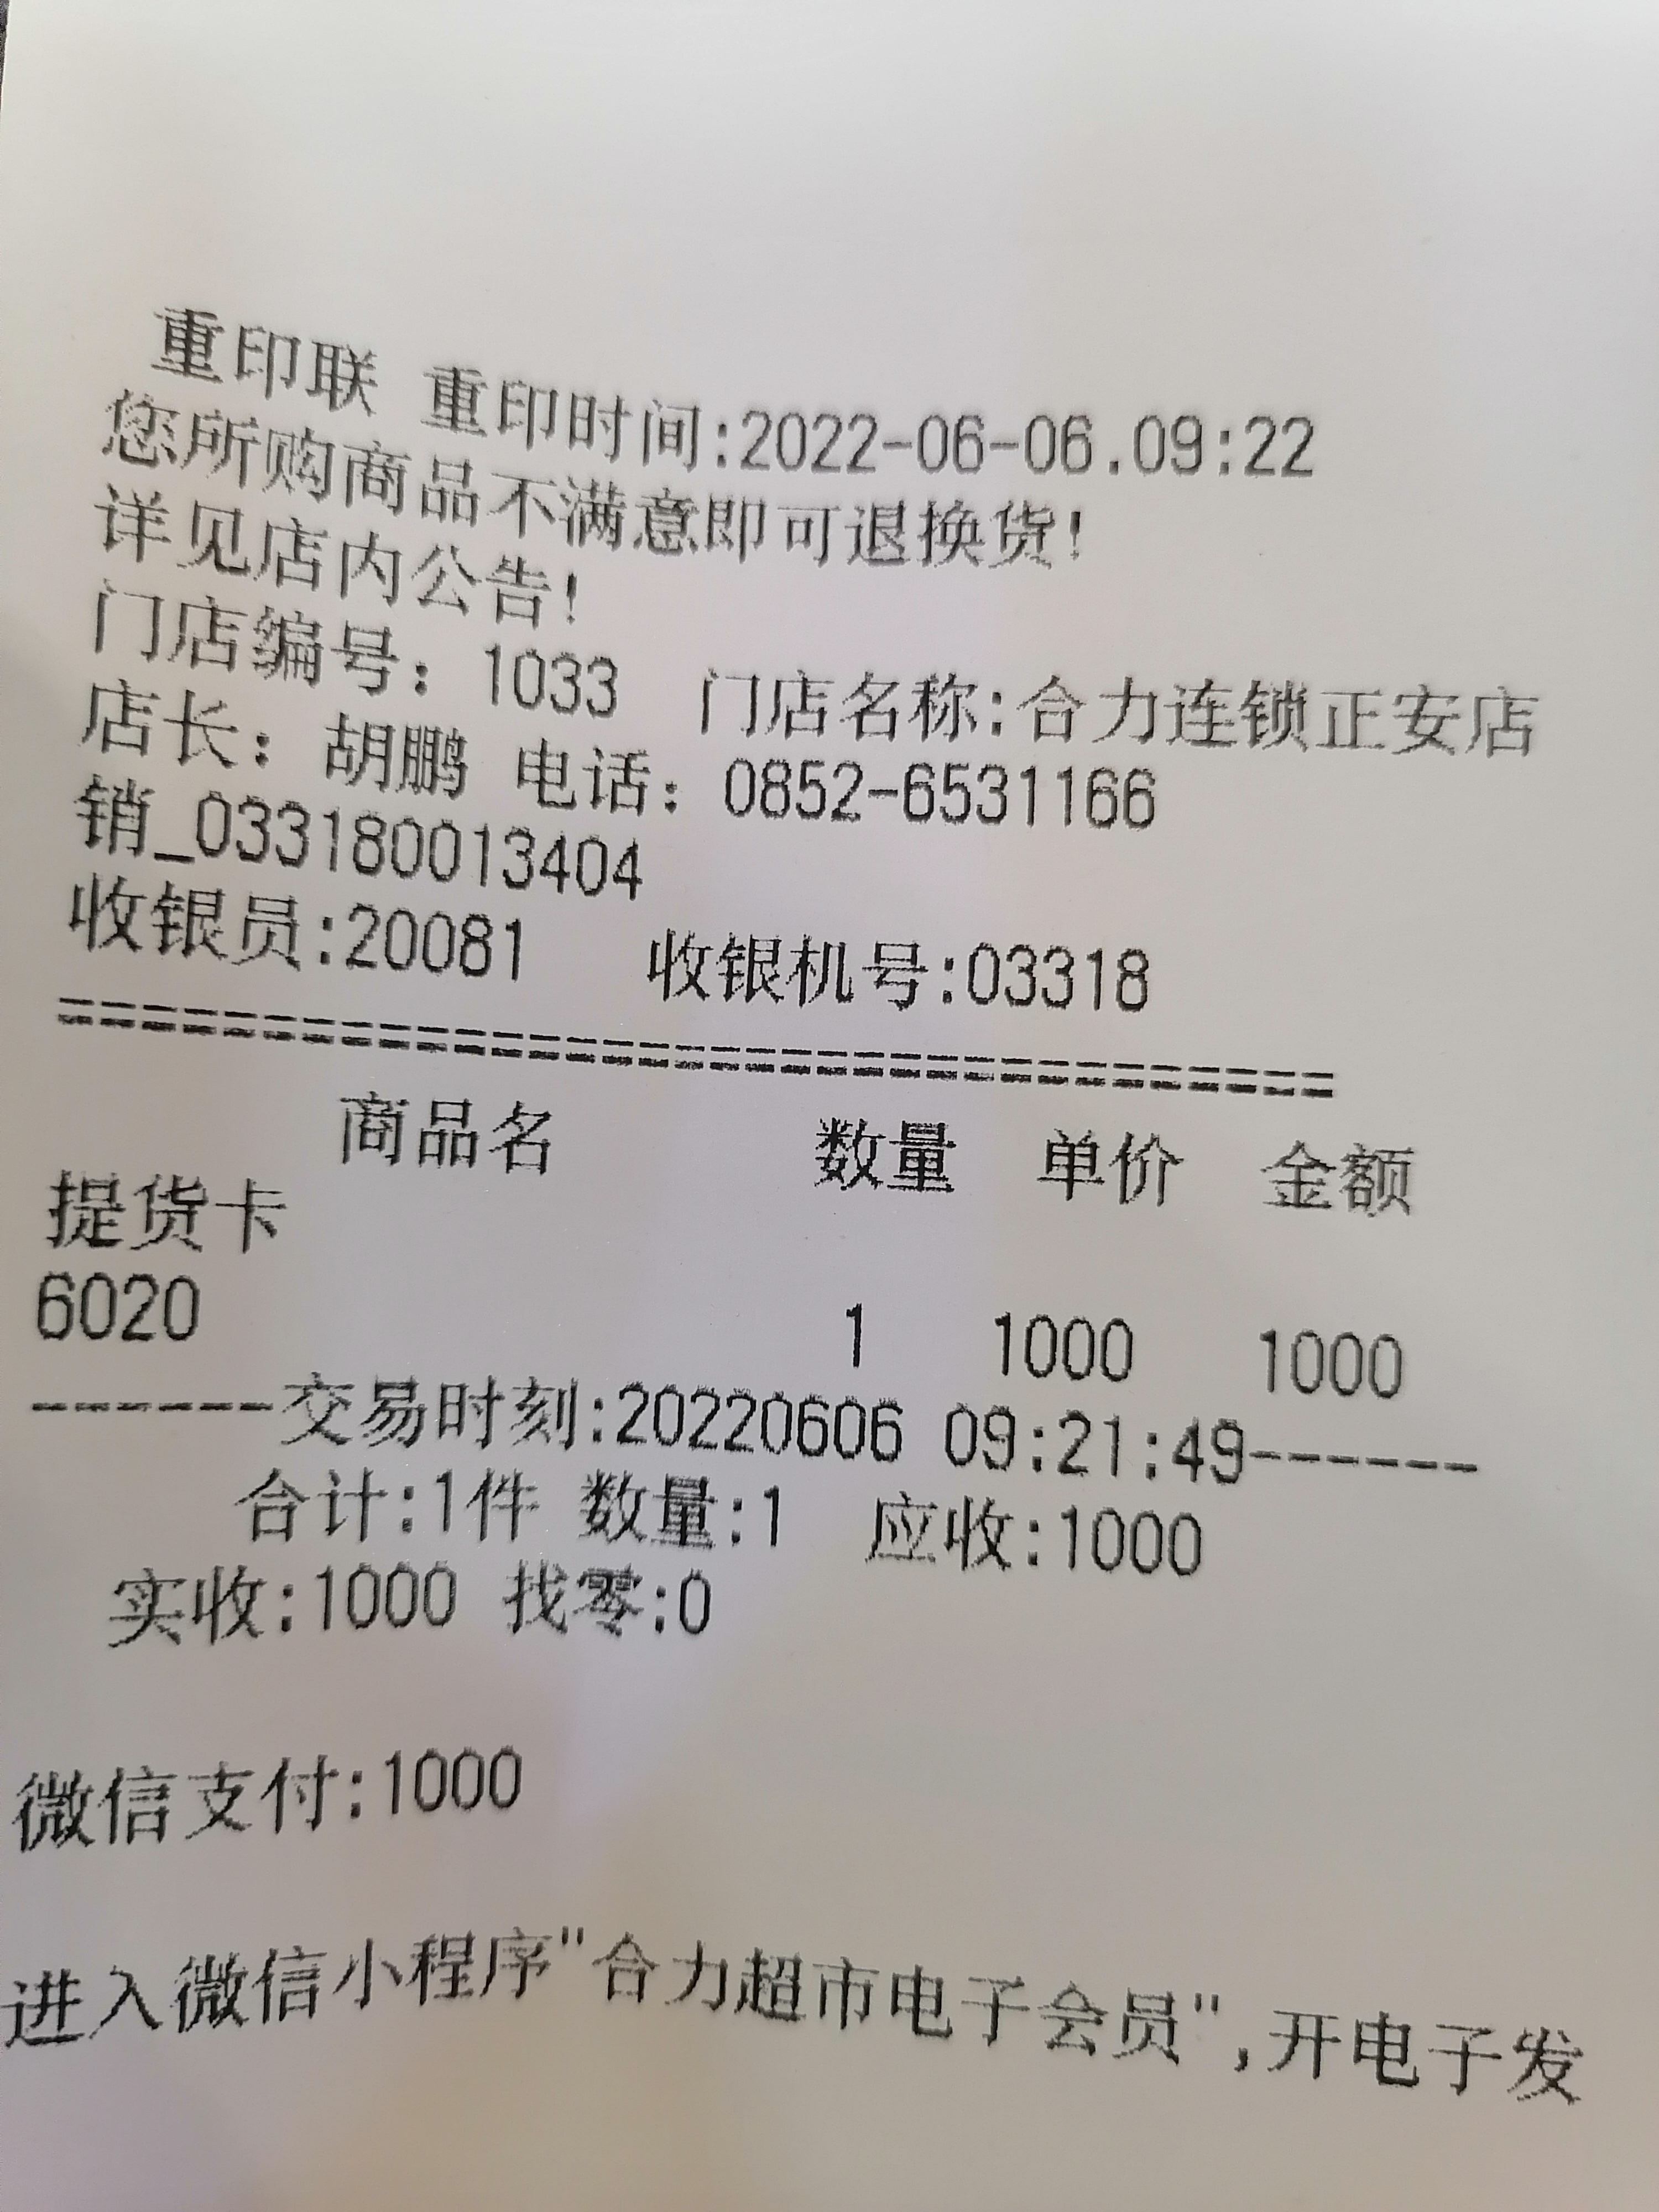 重印联 重印时间:2022-06-06.09:22
您所购商品不满意即可退换货!
详见店内公告!
门店编号: 1033 门店名称:合力连锁正安店
店长: 胡鹏 电话: 0852-6531166
销_033180013404
收银员:20081 收银机号:03318
====================================
商品名 数量 单价 金额
提货卡
6020 1 1000 1000
------交易时刻:20220606 09:21:49------
合计:1件 数量:1 应收:1000
实收:1000 找零:0
微信支付:1000
进入微信小程序"合力超市电子会员",开电子发